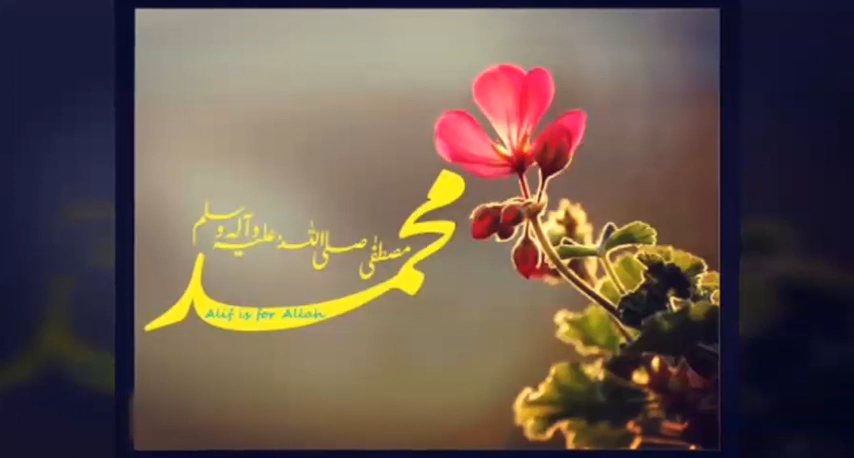 محمد
مصطفی صلی اللہ علیہ وآلہ وسلم
Alif is for Allah